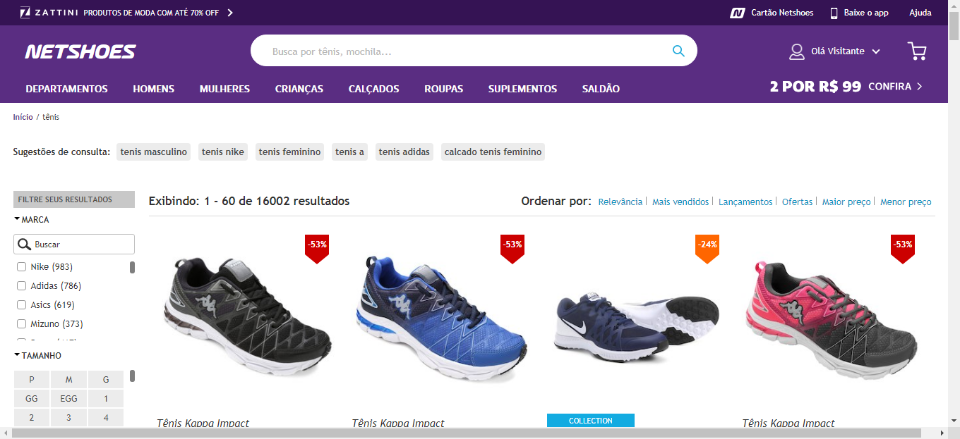 ZATTINI PRODUTOS DE MODA COM ATÉ 70% OFF
Cartão Netshoes Baixe o app Ajuda
NETSHOES
Busca por tênis, mochila...
Olá Visitante
DEPARTAMENTOS HOMENS MULHERES CRIANÇAS CALÇADOS ROUPAS SUPLEMENTOS SALDÃO
2 POR R$ 99 CONFIRA
Início / tênis
Sugestões de consulta: tenis masculino tenis nike tenis feminino tenis a tenis adidas calcado tenis feminino
FILTRE SEUS RESULTADOS
Exibindo: 1 - 60 de 16002 resultados
Ordenar por: Relevância Mais vendidos Lançamentos Ofertas Maior preço Menor preço
MARCA
Buscar
Nike (983)
Adidas (786)
Asics (619)
Mizuno (373)
TAMANHO
P M G
GG EGG 1
2 3 4
-53%
-53%
-24%
-53%
Tênis Kappa Impact
Tênis Kappa Impact
COLLECTION
Tênis Kappa Impact